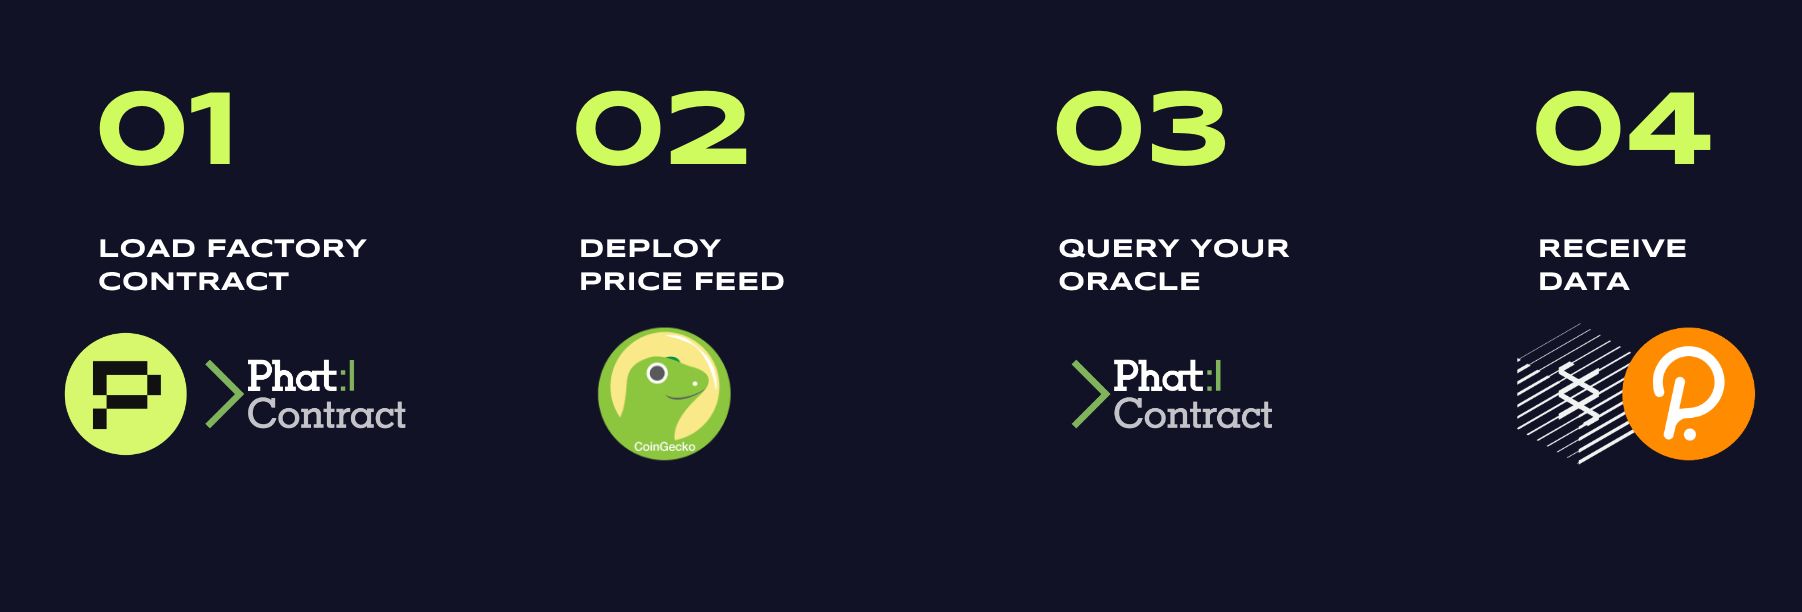 01
LOAD FACTORY
CONTRACT
Phat:|
Contract
02
DEPLOY
PRICE FEED
CoinGecko
03
QUERY YOUR
ORACLE
Phat:|
Contract
04
RECEIVE
DATA